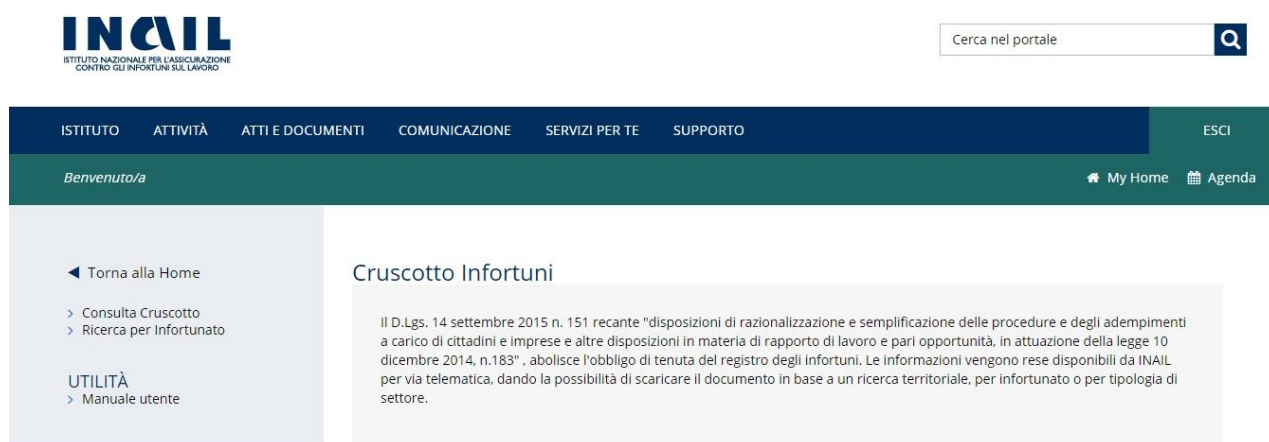 INAIL
ISTITUTO NAZIONALE PER L'ASSICURAZIONE
CONTRO GLI INFORTUNI SUL LAVORO
Cerca nel portale
ISTITUTO ATTIVITÀ ATTI E DOCUMENTI COMUNICAZIONE SERVIZI PER TE SUPPORTO ESCI
Benvenuto/a My Home Agenda
Torna alla Home
Consulta Cruscotto
Ricerca per Infortunato
UTILITÀ
Manuale utente
Cruscotto Infortuni
Il D.Lgs. 14 settembre 2015 n. 151 recante "disposizioni di razionalizzazione e semplificazione delle procedure e degli adempimenti
a carico di cittadini e imprese e altre disposizioni in materia di rapporto di lavoro e pari opportunità, in attuazione della legge 10
dicembre 2014, n.183" , abolisce l'obbligo di tenuta del registro degli infortuni. Le informazioni vengono rese disponibili da INAIL
per via telematica, dando la possibilità di scaricare il documento in base a un ricerca territoriale, per infortunato o per tipologia di
settore.